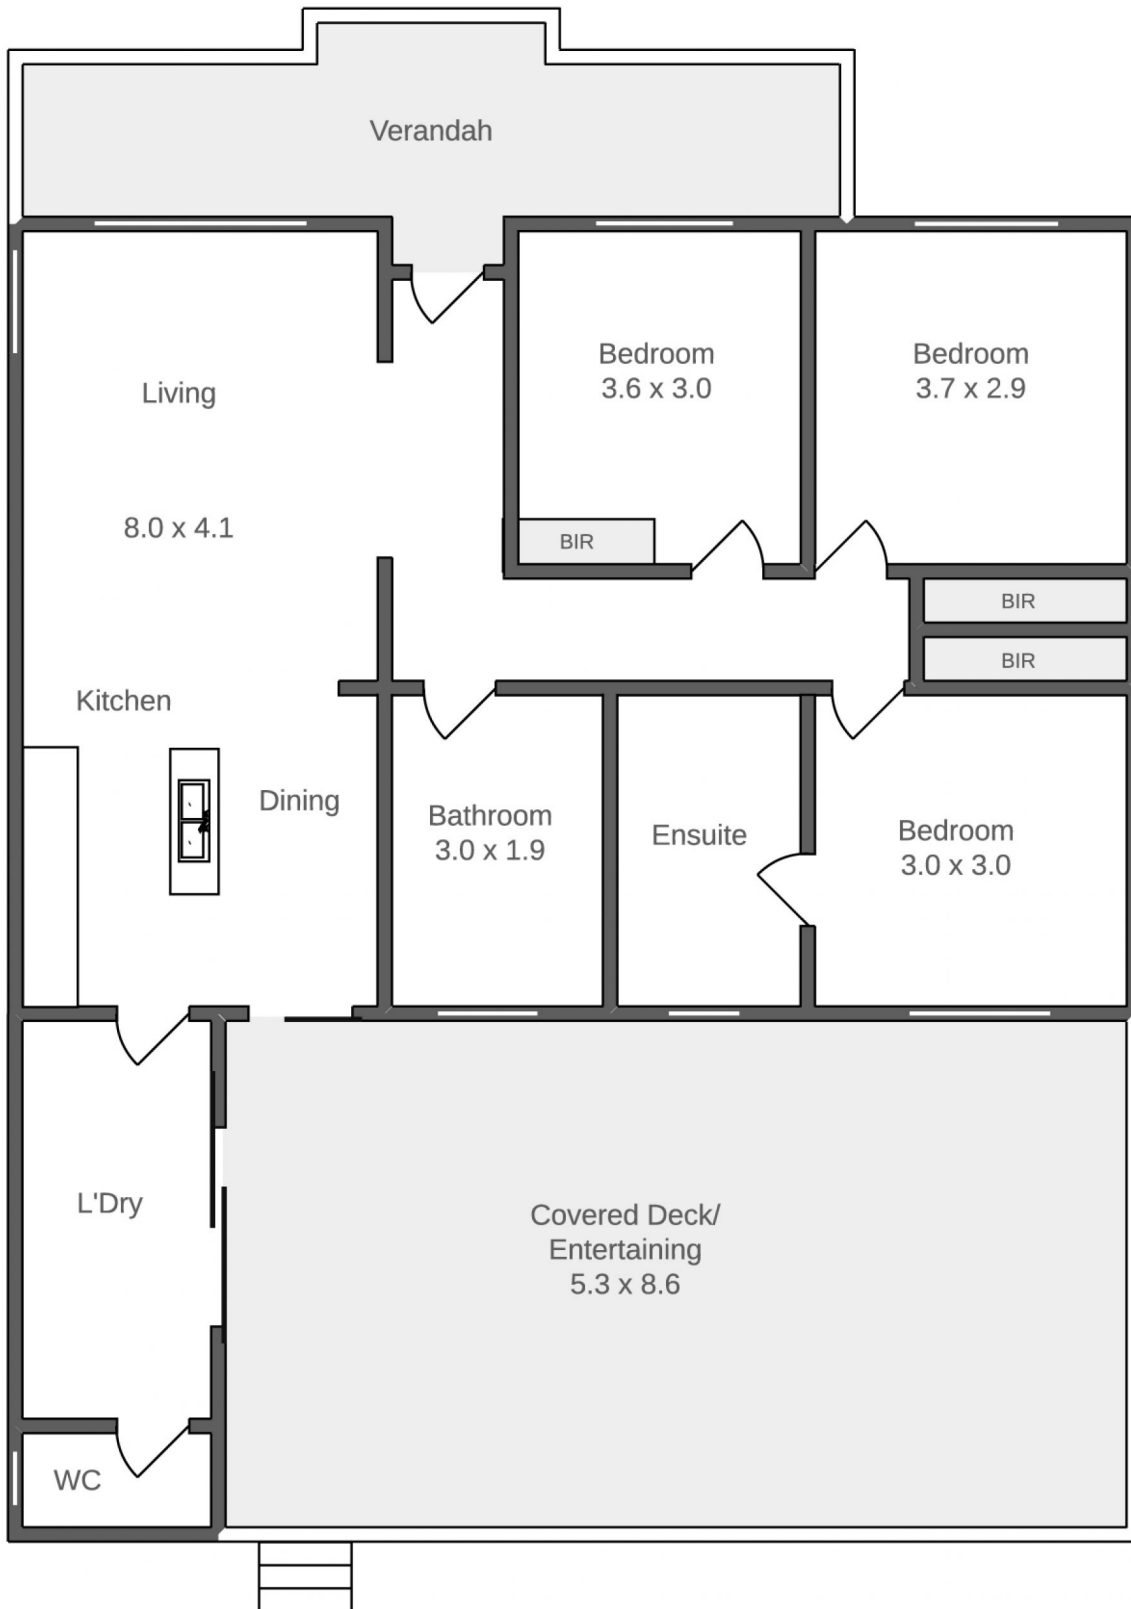 Verandah
Living
8.0 x 4.1
Bedroom
3.6 x 3.0
BIR
Bedroom
3.7 x 2.9
BIR
BIR
Kitchen
Dining
Bathroom
3.0 x 1.9
Ensuite
Bedroom
3.0 x 3.0
L'Dry
Covered Deck/
Entertaining
5.3 x 8.6
WC